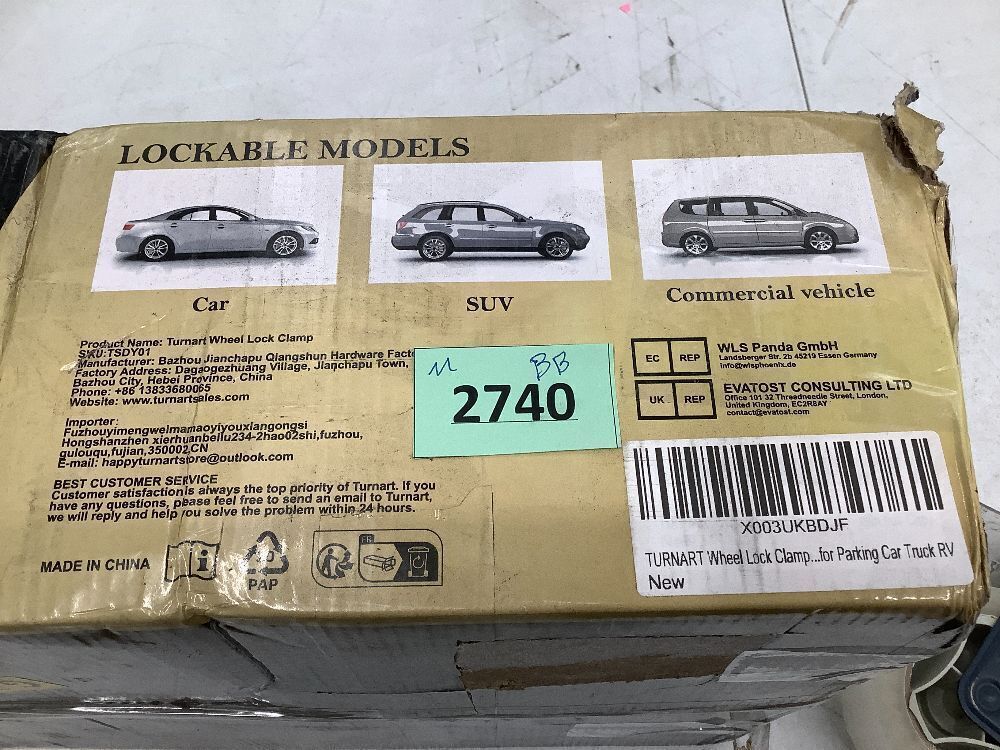 LOCKABLE MODELS
Car
SUV
Commercial vehicle
Product Name: Turnart Wheel Lock Clamp
SKU:TSDY01
Manufacturer: Bazhou Jianchapu Qiangshun Hardware
Factory Address: Dagaogezhuang Village, Jianchapu Town,
Bazhou City, Hebei Province, China
Phone: +86 13833680065
Website: www.turnartsales.com
Importer:
Fuzhouyimengweimamaoyiyouxiangongsi
Hongshanzhen xierhuanbeilu234-2hao02shi,fuzhou,
gulouqu,fujian,350002,CN
E-mail: happyturnartstore@outlook.com
BEST CUSTOMER SERVICE
Customer satisfaction is always the top priority of Turnart. If you
have any questions, please feel free to send an email to Turnart,
we will reply and help you solve the problem within 24 hours.
MADE IN CHINA
PAP
FR
BB
2740
EC REP
WLS Panda GmbH
Landsberger Str. 2b 45219 Essen Germany
info@wlsphoenix.de
UK REP
EVATOST CONSULTING LTD
Office 101 32 Threadneedle Street, London,
United Kingdom, EC2R8AY
contact@evatost.com
X003UKBDJF
TURNART Wheel Lock Clamp...for Parking Car Truck RV
New